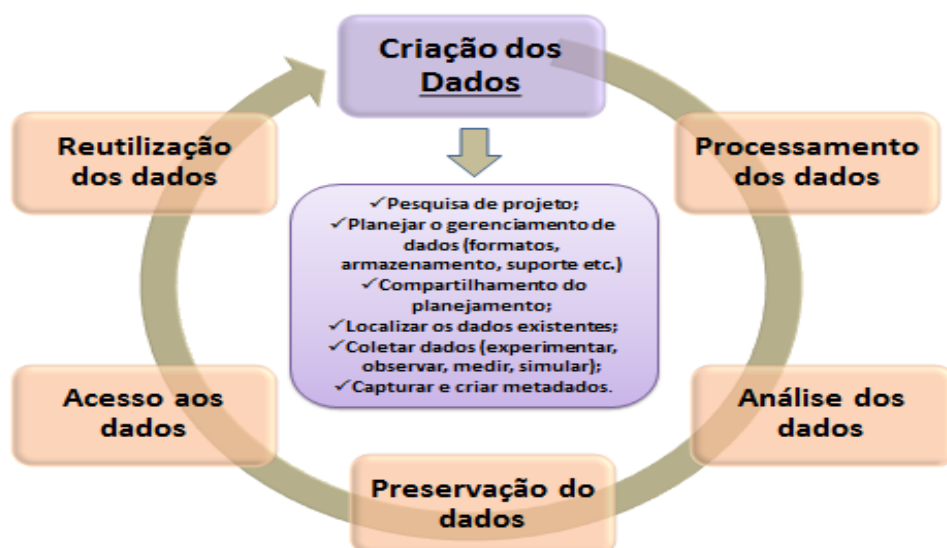 Criação dos
Dados
Reutilização
dos dados
Processamento
dos dados
✓Pesquisa de projeto;
✓Planejar o gerenciamento de
dados (formatos,
armazenamento, suporte etc.)
✓Compartilhamento do
planejamento;
✓Localizar os dados existentes;
✓Coletar dados (experimentar,
observar, medir, simular);
✓Capturar e criar metadados.
Acesso aos
dados
Análise dos
dados
Preservação do
dados